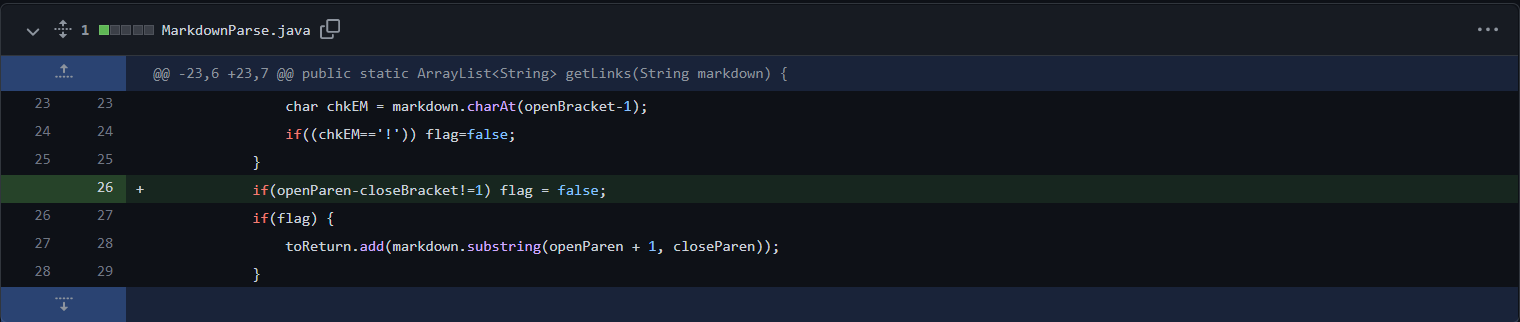 1 MarkdownParse.java
@@ -23,6 +23,7 @@ public static ArrayList<String> getLinks(String markdown) {
23 23 char chkEM = markdown.charAt(openBracket-1);
24 24 if((chkEM=='!')) flag=false;
25 25 }
26 + if(openParen-closeBracket!=1) flag = false;
26 27 if(flag) {
27 28 toReturn.add(markdown.substring(openParen + 1, closeParen));
28 29 }